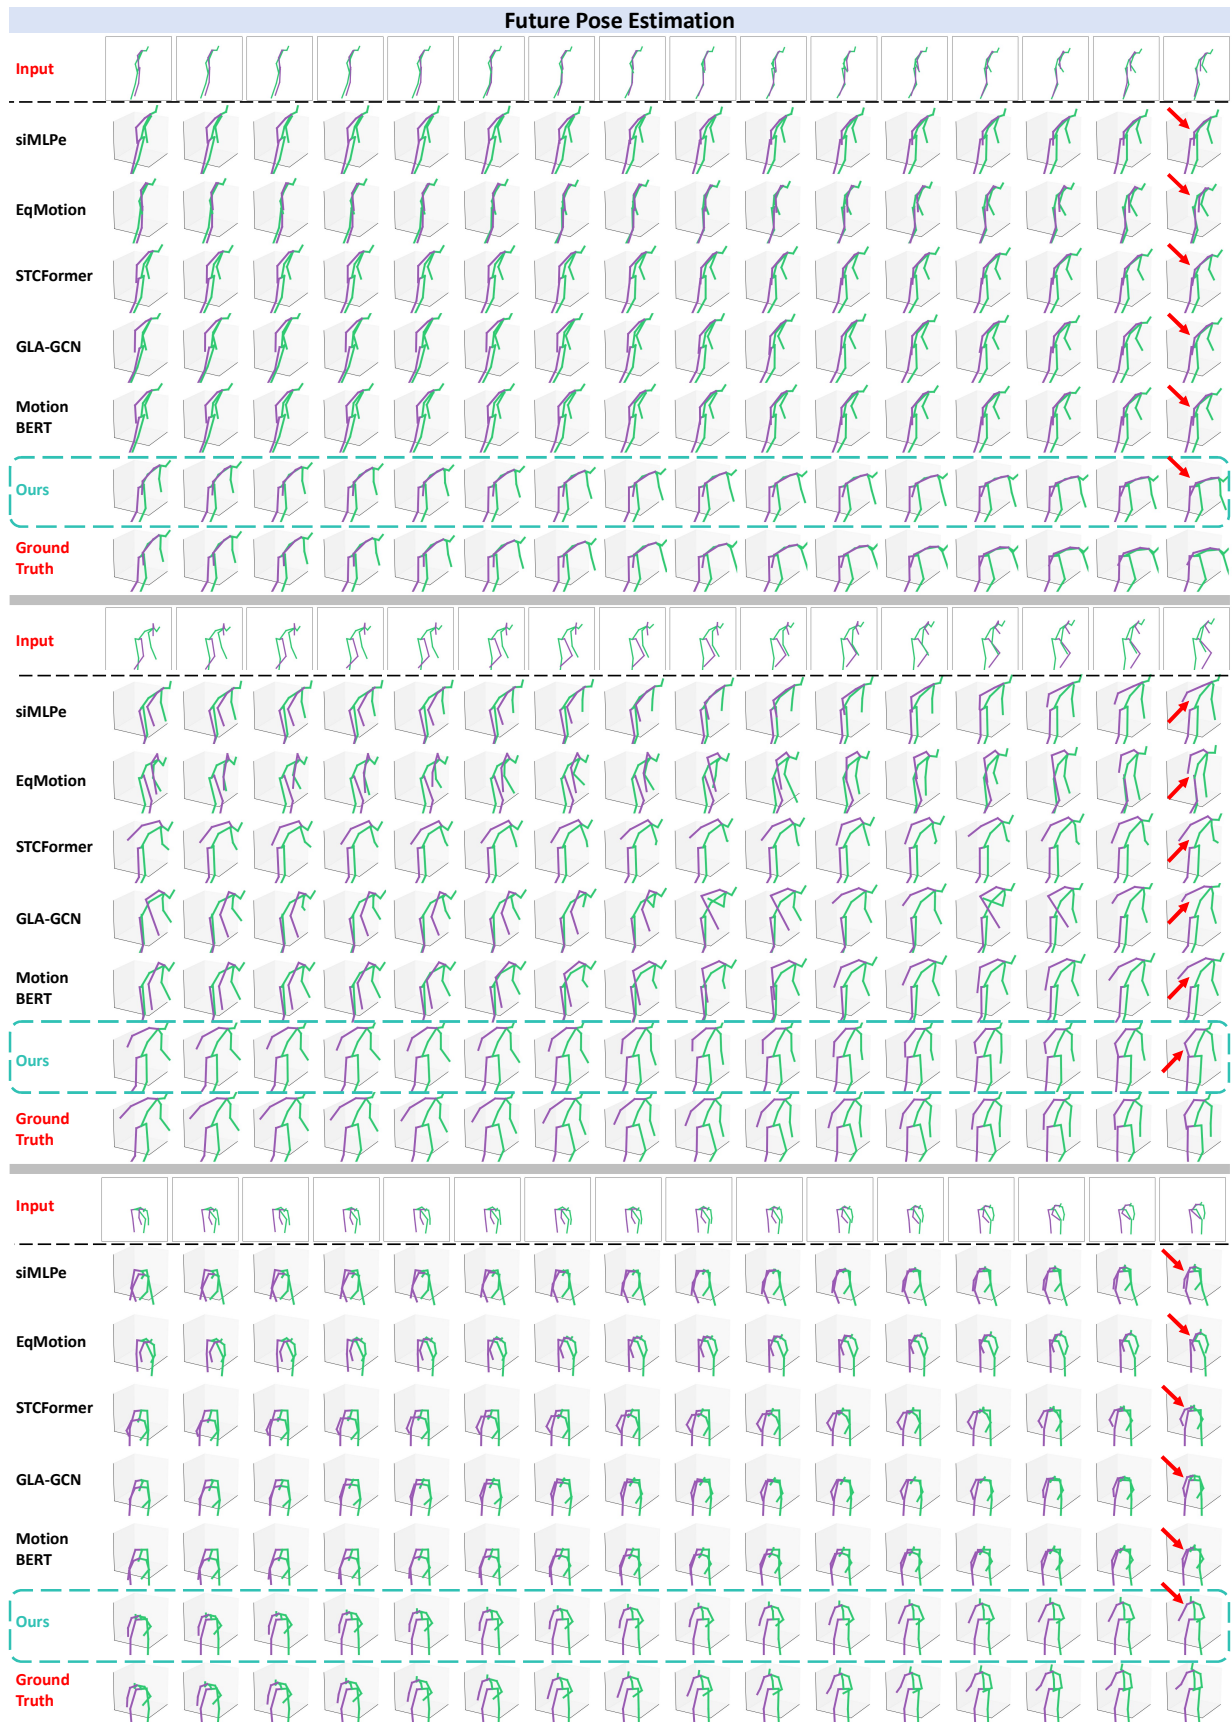 Future Pose Estimation
Input
siMLPe
EqMotion
STCFormer
GLA-GCN
Motion
BERT
Ours
Ground
Truth
Input
siMLPe
EqMotion
STCFormer
GLA-GCN
Motion
BERT
Ours
Ground
Truth
Input
siMLPe
EqMotion
STCFormer
GLA-GCN
Motion
BERT
Ours
Ground
Truth